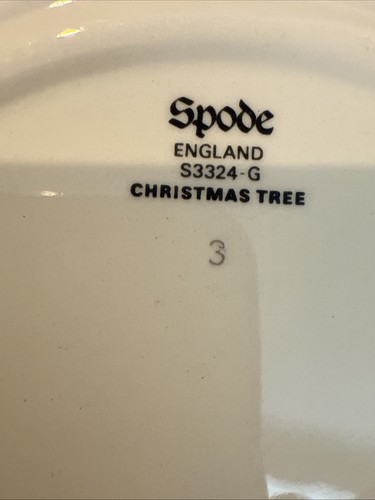 Spode
ENGLAND
S3324-G
CHRISTMAS TREE
3